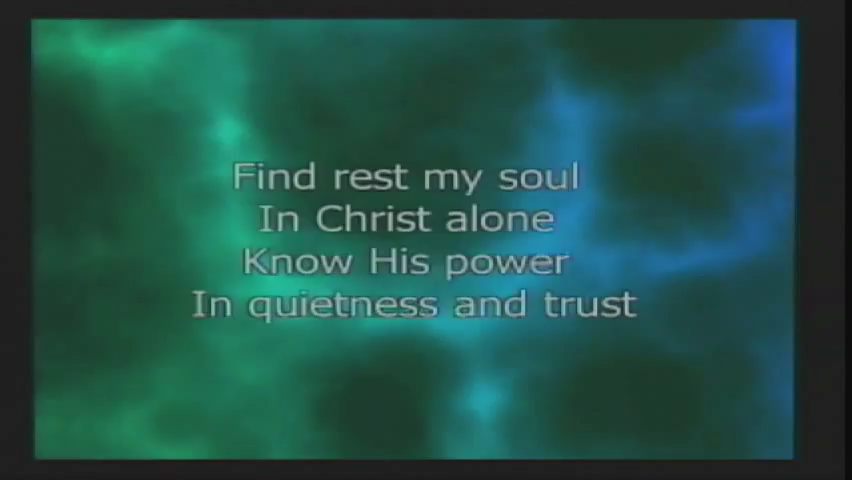 Find rest my soul
In Christ alone
Know His power
In quietness and trust